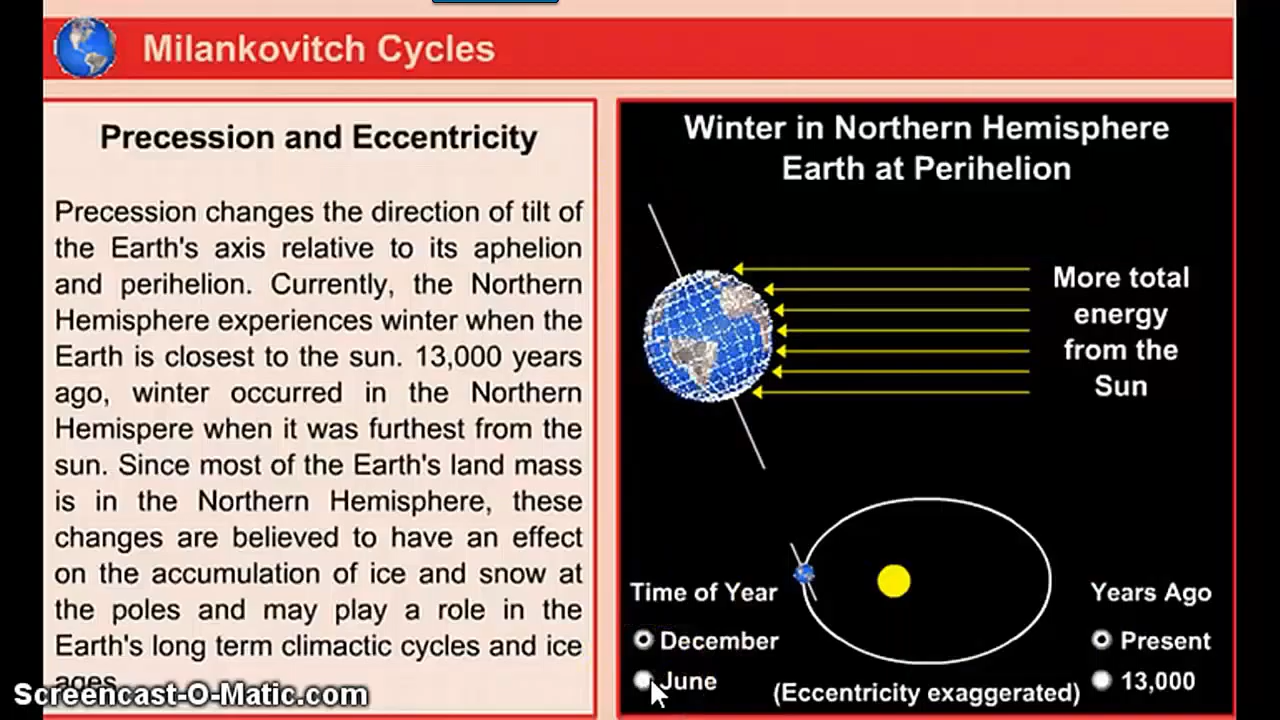 Milankovitch Cycles
Precession and Eccentricity
Precession changes the direction of tilt of
the Earth's axis relative to its aphelion
and perihelion. Currently, the Northern
Hemisphere experiences winter when the
Earth is closest to the sun. 13,000 years
ago, winter occurred in the Northern
Hemispere when it was furthest from the
sun. Since most of the Earth's land mass
is in the Northern Hemisphere, these
changes are believed to have an effect
on the accumulation of ice and snow at
the poles and may play a role in the
Earth's long term climactic cycles and ice
ages.
Winter in Northern Hemisphere
Earth at Perihelion
More total
energy
from the
Sun
Time of Year
December
June
(Eccentricity exaggerated)
Years Ago
Present
13,000
Screencast-O-Matic.com